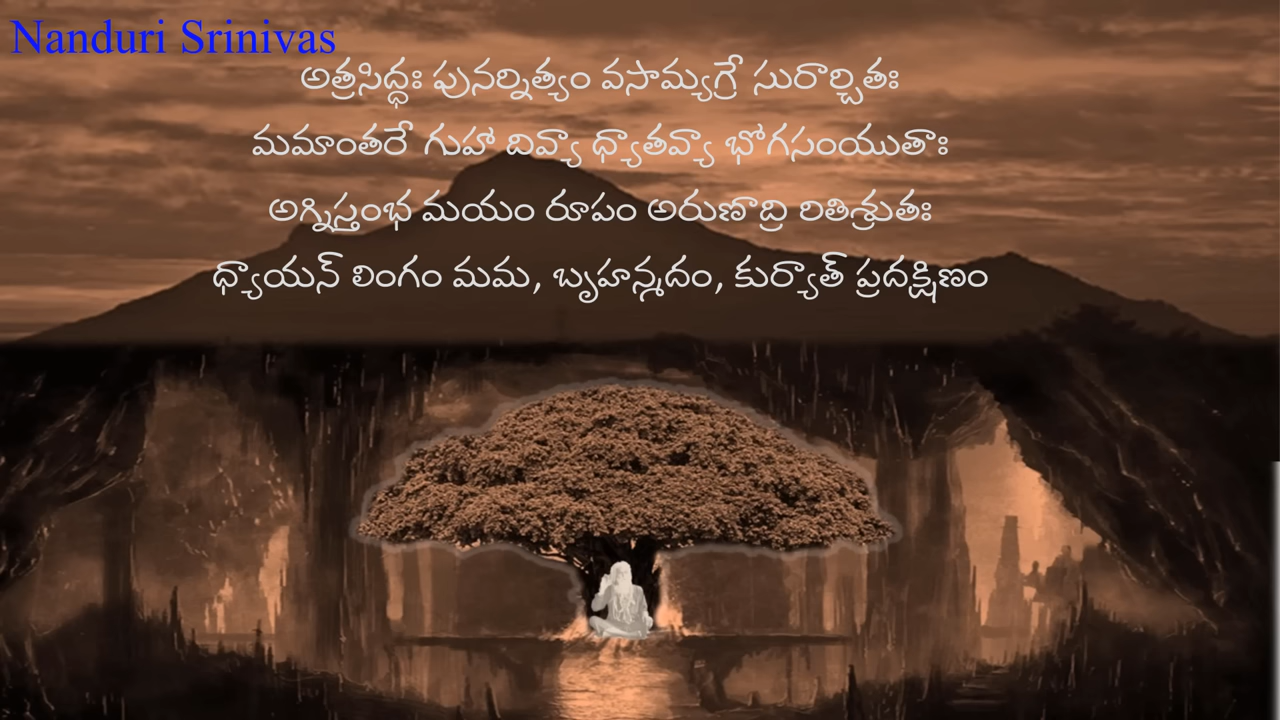 Nanduri Srinivas
అత్రసిద్ధః పునర్నిత్యం వసామ్యగ్రే సురార్చితః
మమాంతరే గుహా దివ్యా ధ్యాతవ్యా భోగసంయుతాః
అగ్నిస్తంభ మయం రూపం అరుణాద్రి రితిశ్రుతః
ధ్యాయన్ లింగం మమ, బృహన్మదం, కుర్యాత్ ప్రదక్షిణం